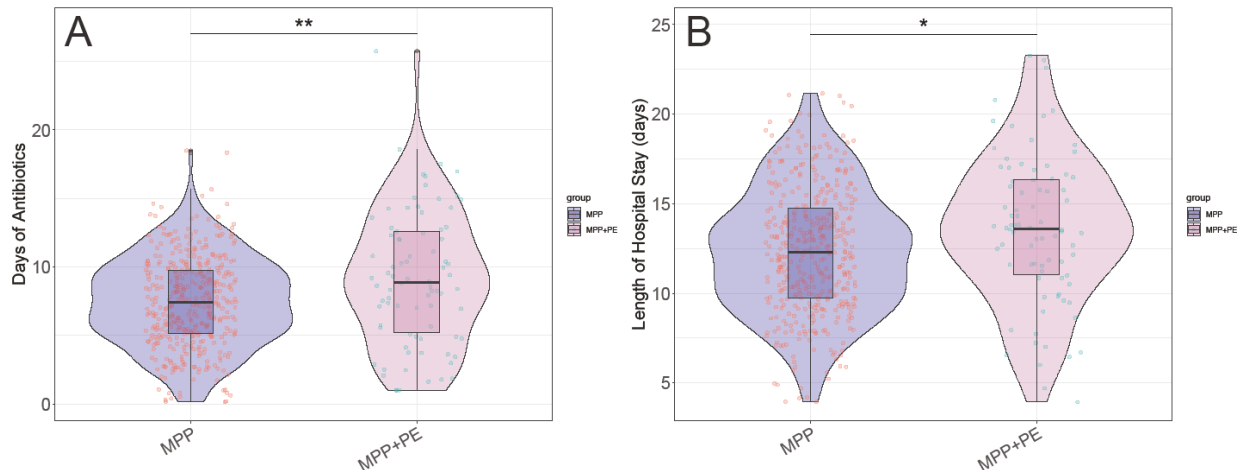 A
**
Days of Antibiotics
20
10
0
MPP
MPP+PE
group
MPP
MPP+PE
B
*
Length of Hospital Stay (days)
25
20
15
10
5
MPP
MPP+PE
group
MPP
MPP+PE